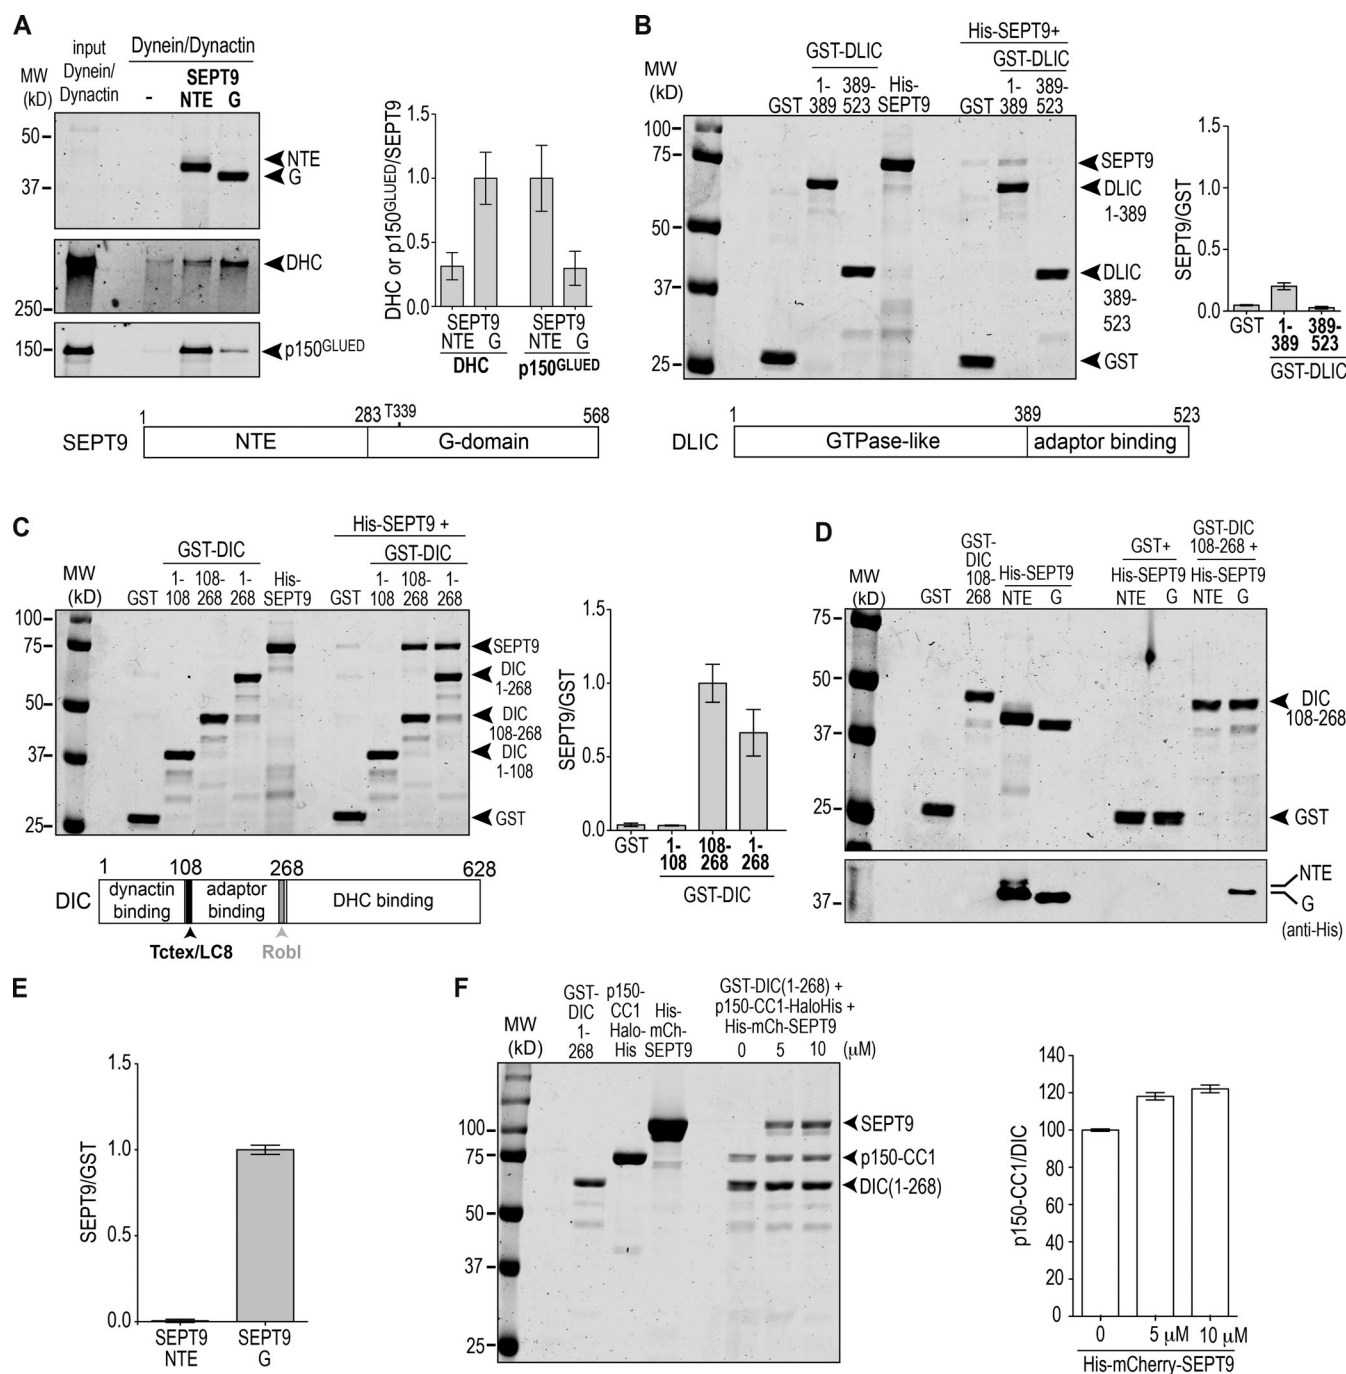 A
input
Dynein/
Dynactin
Dynein/Dynactin
SEPT9
- NTE G
MW
(kD)
50
37
NTE
G
DHC
250
150
p150GLUED
DHC or p150GLUED/SEPT9
1.5
1.0
0.5
0.0
SEPT9 SEPT9
NTE G NTE G
DHC p150GLUED
SEPT9
1 283 T339 568
NTE G-domain
B
MW
(kD)
GST-DLIC
GST
1-
389
389-
523
His-
SEPT9
His-SEPT9+
GST-DLIC
GST
1-
389
389-
523
100
75
50
37
25
SEPT9
DLIC
1-389
DLIC
389-
523
GST
SEPT9/GST
1.5
1.0
0.5
0.0
GST
1-
389
389-
523
GST-DLIC
DLIC
1 389 523
GTPase-like adaptor binding
C
MW
(kD)
GST-DIC
GST
1-
108
108-
268
1-
268
His-
SEPT9
His-SEPT9 +
GST-DIC
GST
1-
108
108-
268
1-
268
100
75
50
37
25
SEPT9
DIC
1-268
DIC
108-268
DIC
1-108
GST
SEPT9/GST
1.5
1.0
0.5
0.0
GST
1-
108
108-
268
1-
268
GST-DIC
DIC
1 108 268 628
dynactin
binding
adaptor
binding
DHC binding
Tctex/LC8 Robl
D
MW
(kD)
GST
GST-
DIC
108-
268
His-SEPT9
NTE G
GST+
His-SEPT9
NTE G
GST-DIC
108-268 +
His-SEPT9
NTE G
75
50
37
25
DIC
108-268
GST
37
NTE
G
(anti-His)
E
SEPT9/GST
1.5
1.0
0.5
0.0
SEPT9
NTE
SEPT9
G
F
MW
(kD)
GST-
DIC
1-
268
p150-
CC1
Halo-
His
His-
mCh-
SEPT9
GST-DIC(1-268) +
p150-CC1-HaloHis +
His-mCh-SEPT9
0 5 10 (μM)
100
75
50
37
25
SEPT9
p150-CC1
DIC(1-268)
p150-CC1/DIC
140
120
100
80
60
40
20
0
0 5 μM 10 μM
His-mCherry-SEPT9